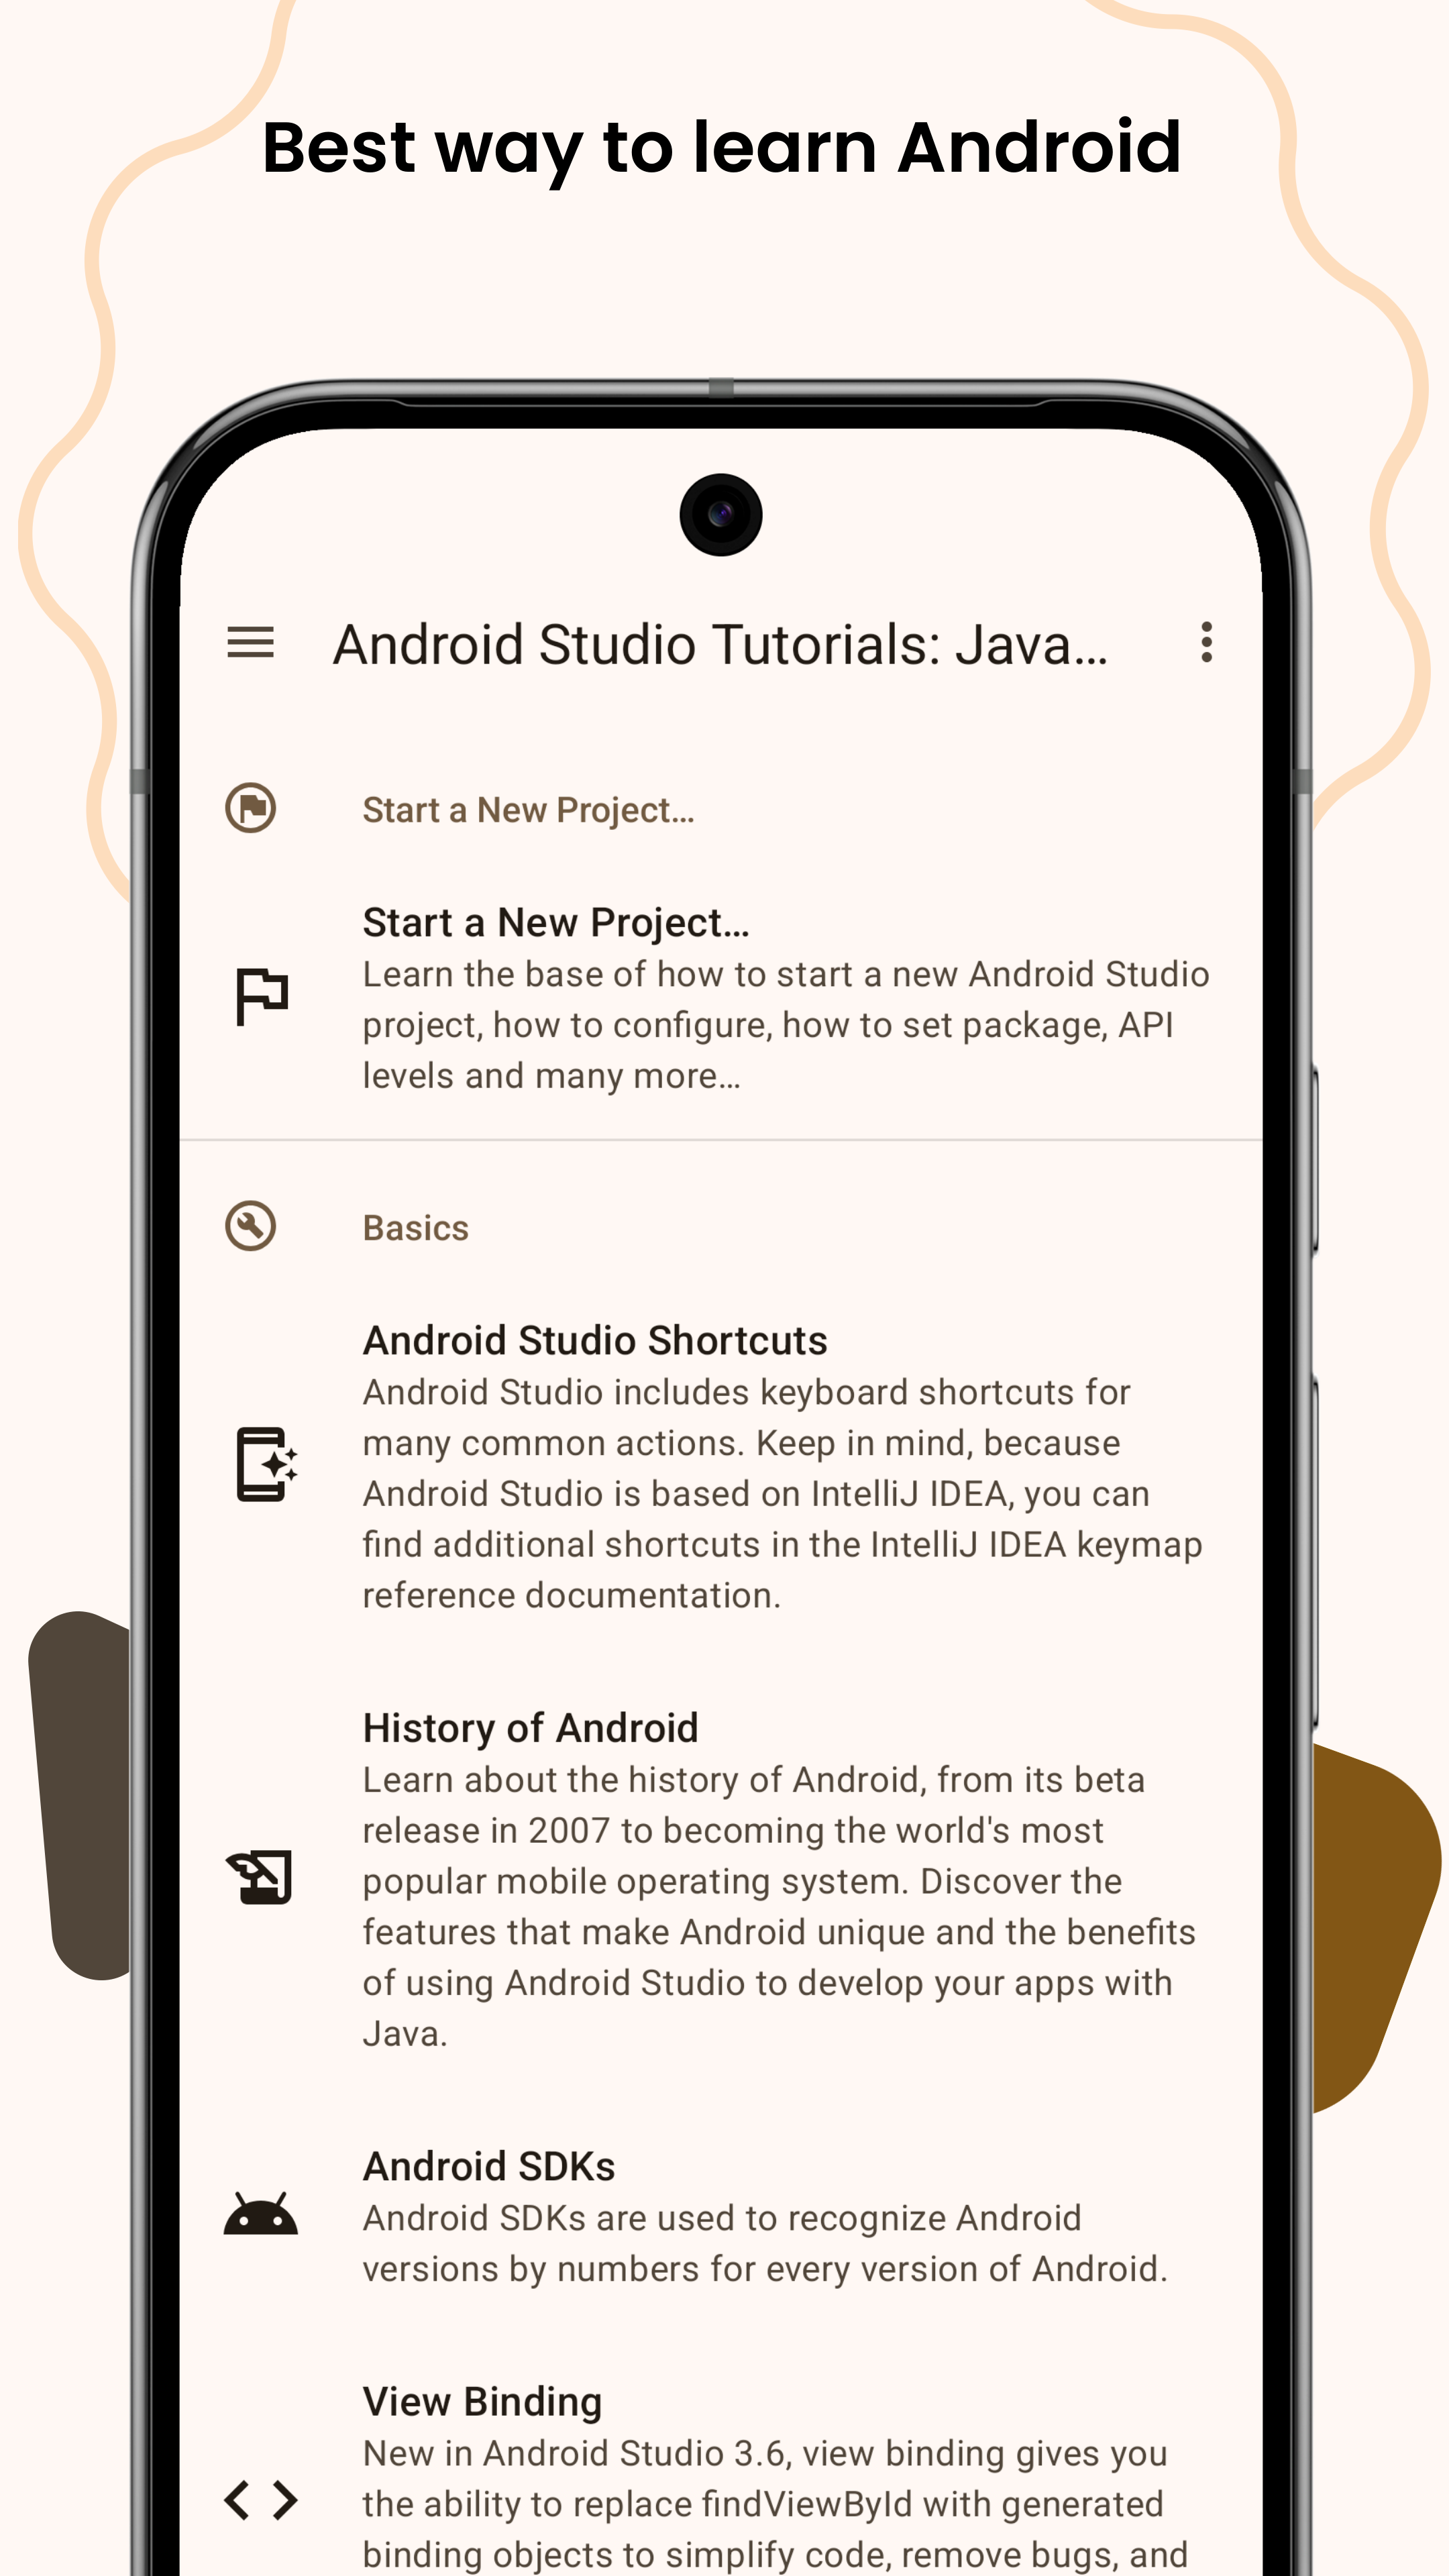 Best way to learn Android
Android Studio Tutorials: Java...
Start a New Project...
Start a New Project...
Learn the base of how to start a new Android Studio
project, how to configure, how to set package, API
levels and many more...
Basics
Android Studio Shortcuts
Android Studio includes keyboard shortcuts for
many common actions. Keep in mind, because
Android Studio is based on IntelliJ IDEA, you can
find additional shortcuts in the IntelliJ IDEA keymap
reference documentation.
History of Android
Learn about the history of Android, from its beta
release in 2007 to becoming the world's most
popular mobile operating system. Discover the
features that make Android unique and the benefits
of using Android Studio to develop your apps with
Java.
Android SDKs
Android SDKs are used to recognize Android
versions by numbers for every version of Android.
View Binding
New in Android Studio 3.6, view binding gives you
the ability to replace findViewById with generated
binding objects to simplify code, remove bugs, and